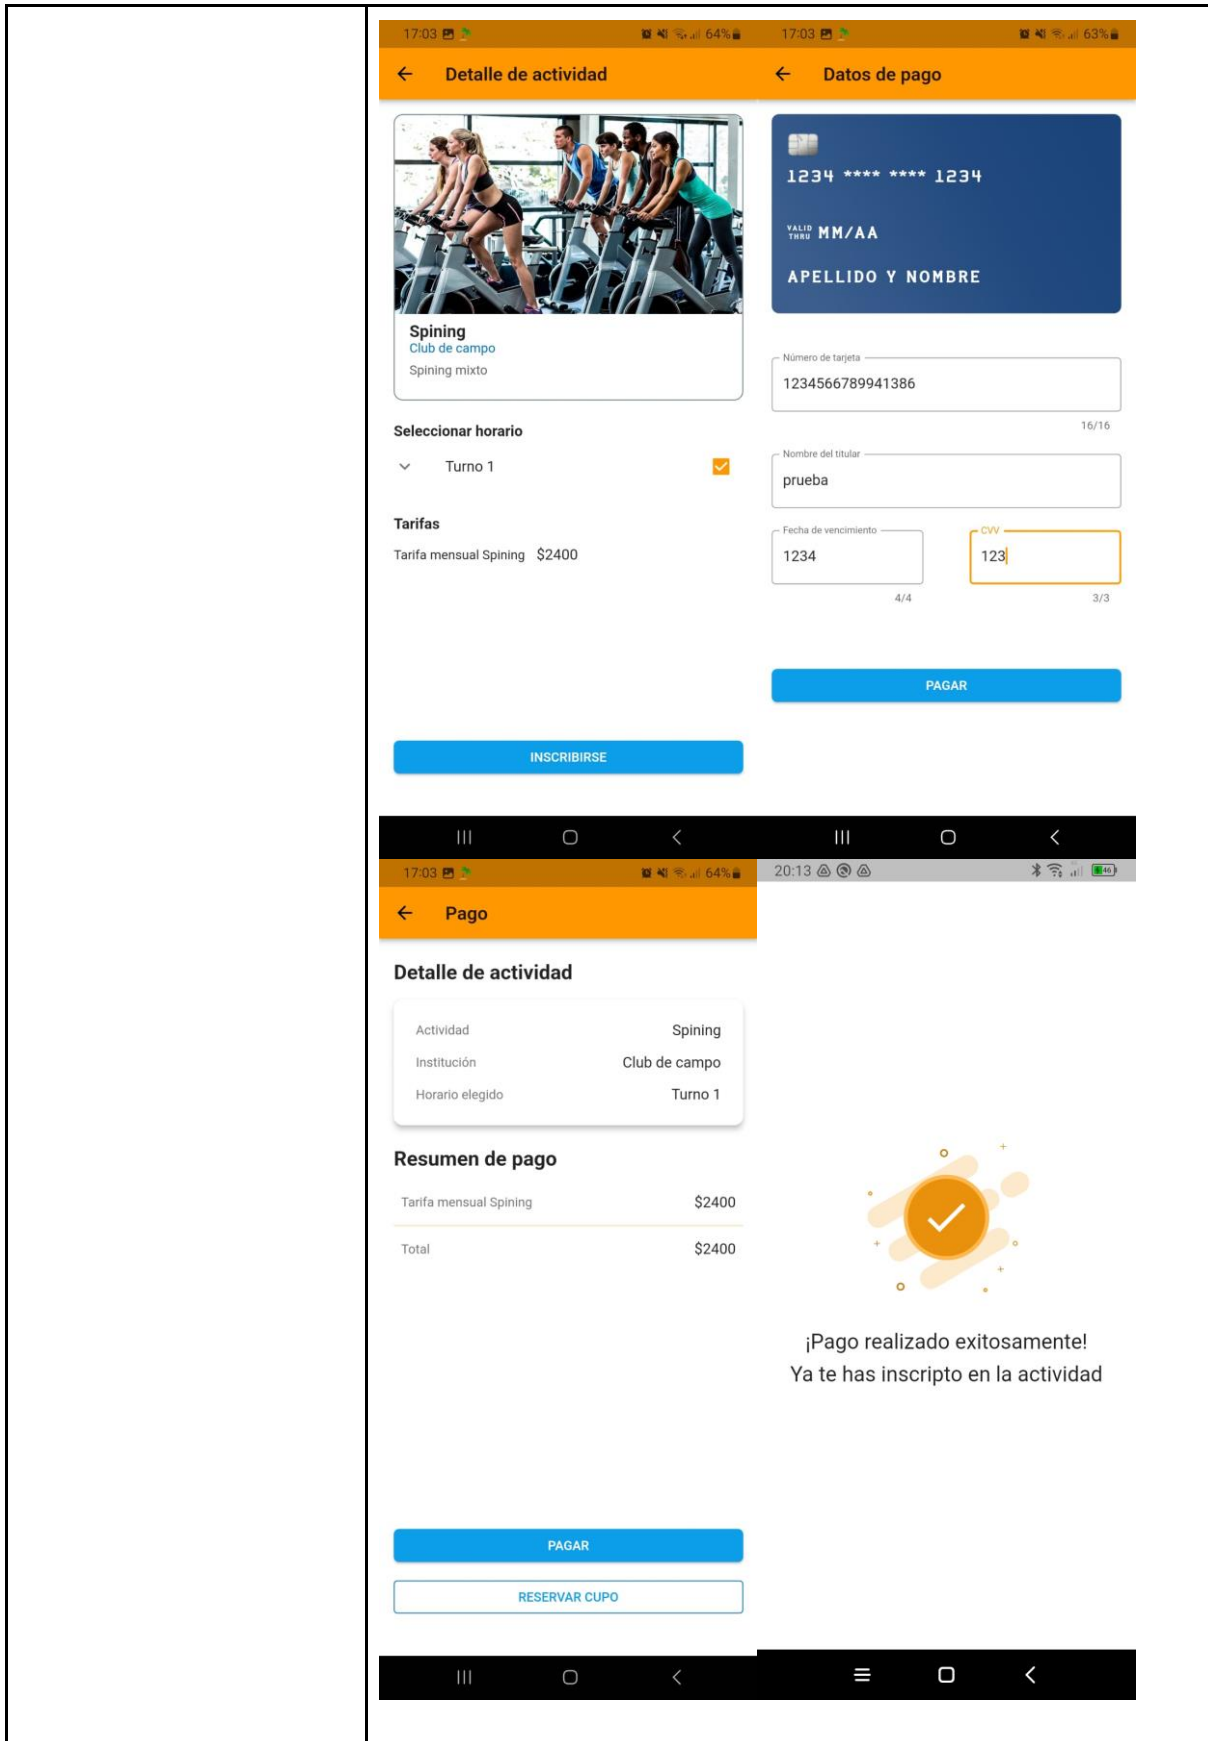 17:03
64%
Detalle de actividad
Spining
Club de campo
Spining mixto
Seleccionar horario
Turno 1
Tarifas
Tarifa mensual Spining $2400
INSCRIBIRSE
17:03
63%
Datos de pago
1234 **** **** 1234
VALID THRU MM/AA
APELLIDO Y NOMBRE
Número de tarjeta
1234566789941386
16/16
Nombre del titular
prueba
Fecha de vencimiento
1234
4/4
CVV
123
3/3
PAGAR
17:03
64%
Pago
Detalle de actividad
Actividad Spining
Institución Club de campo
Horario elegido Turno 1
Resumen de pago
Tarifa mensual Spining $2400
Total $2400
PAGAR
RESERVAR CUPO
20:13
46
¡Pago realizado exitosamente!
Ya te has inscripto en la actividad